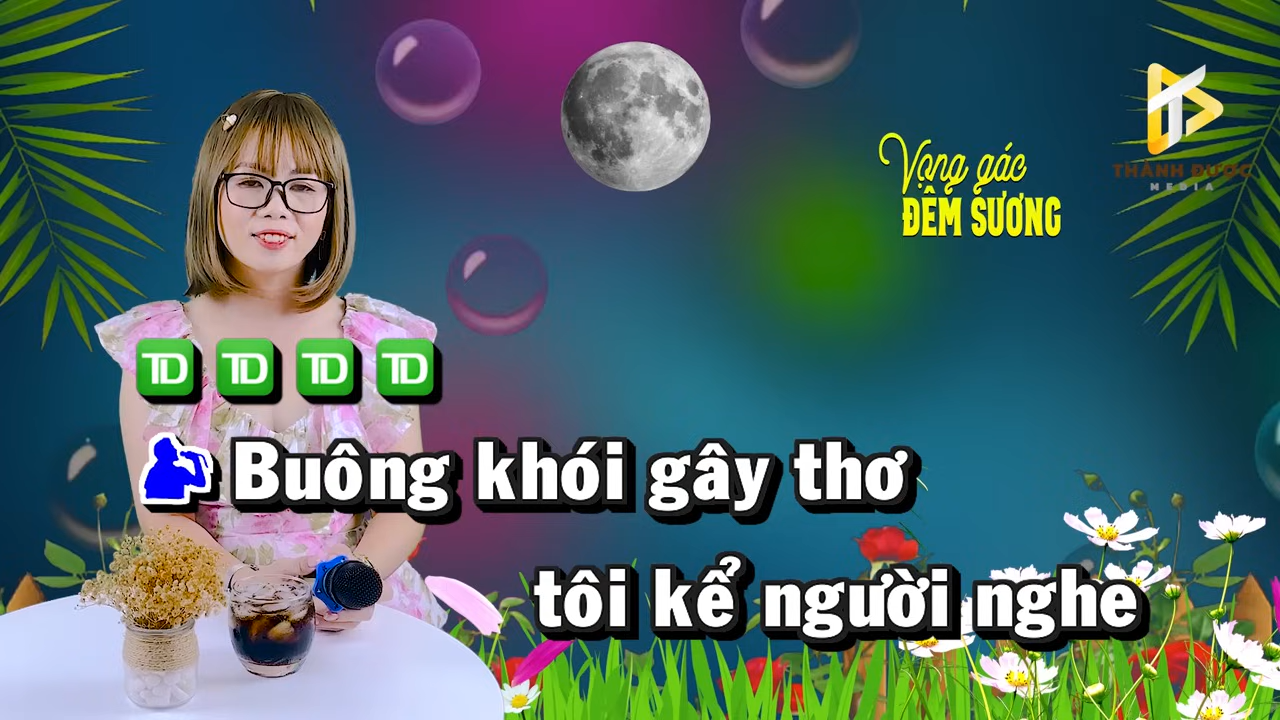 Vọng gác
ĐÊM SƯƠNG
THÀNH ĐƯỢC
MEDIA
TD TD TD TD
Buông khói gây thơ
tôi kể người nghe